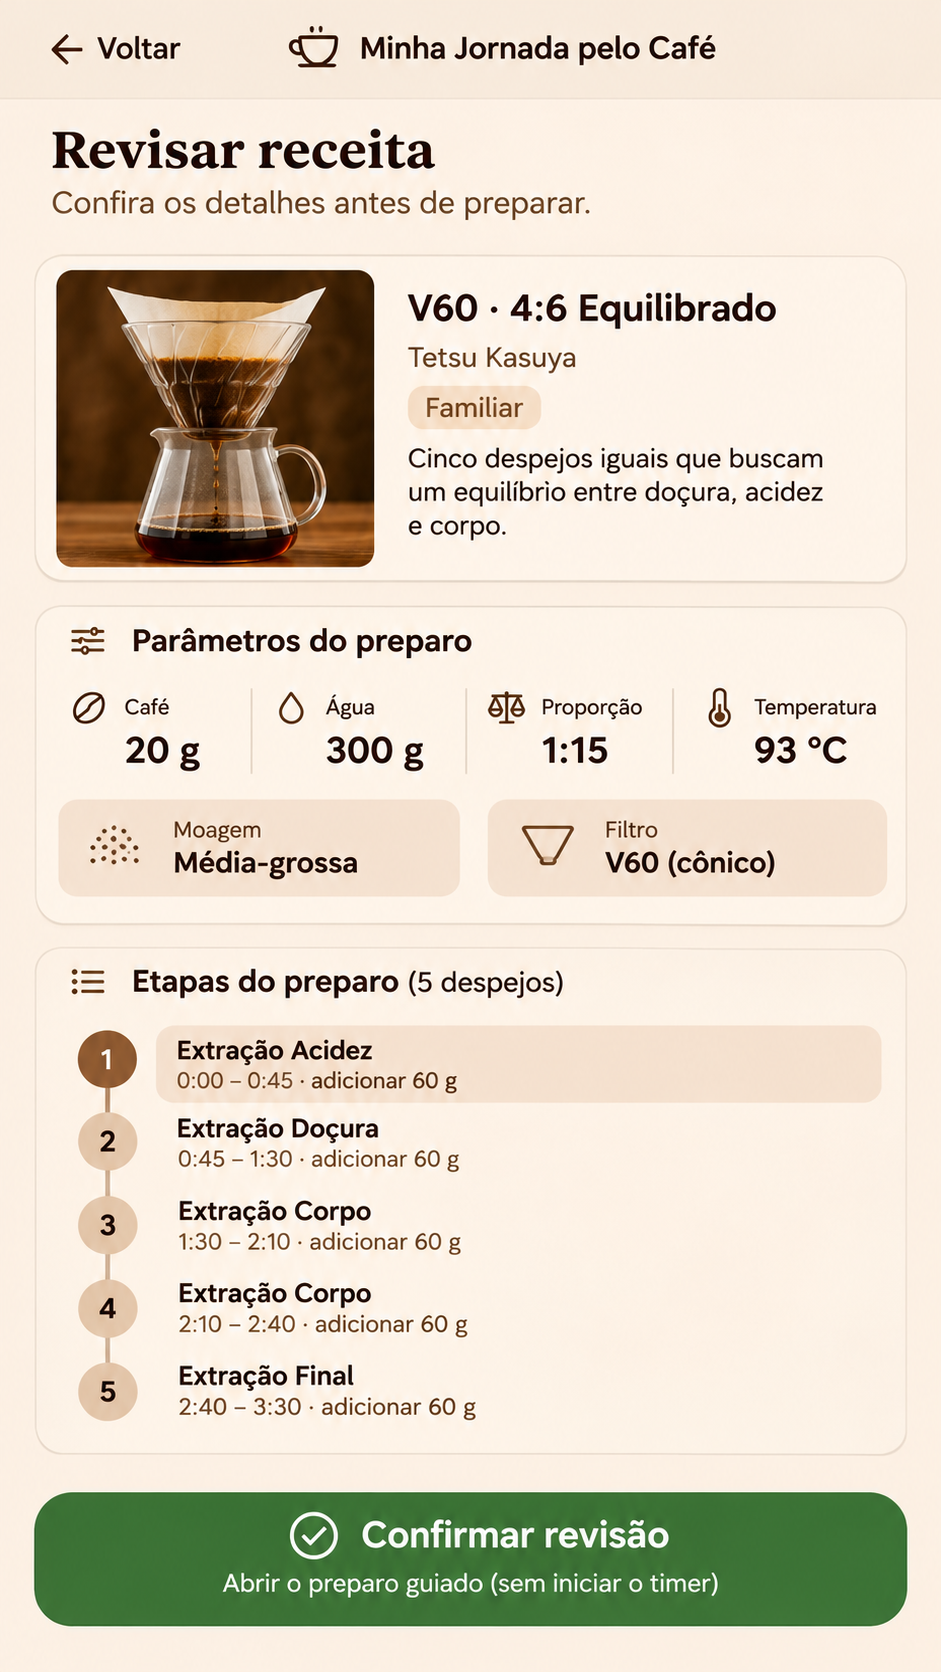 Voltar
Minha Jornada pelo Café
Revisar receita
Confira os detalhes antes de preparar.
V60 · 4:6 Equilibrado
Tetsu Kasuya
Familiar
Cinco despejos iguais que buscam
um equilíbrio entre doçura, acidez
e corpo.
Parâmetros do preparo
Café
20 g
Água
300 g
Proporção
1:15
Temperatura
93 °C
Moagem
Média-grossa
Filtro
V60 (cônico)
Etapas do preparo (5 despejos)
1
Extração Acidez
0:00 – 0:45 · adicionar 60 g
2
Extração Doçura
0:45 – 1:30 · adicionar 60 g
3
Extração Corpo
1:30 – 2:10 · adicionar 60 g
4
Extração Corpo
2:10 – 2:40 · adicionar 60 g
5
Extração Final
2:40 – 3:30 · adicionar 60 g
Confirmar revisão
Abrir o preparo guiado (sem iniciar o timer)